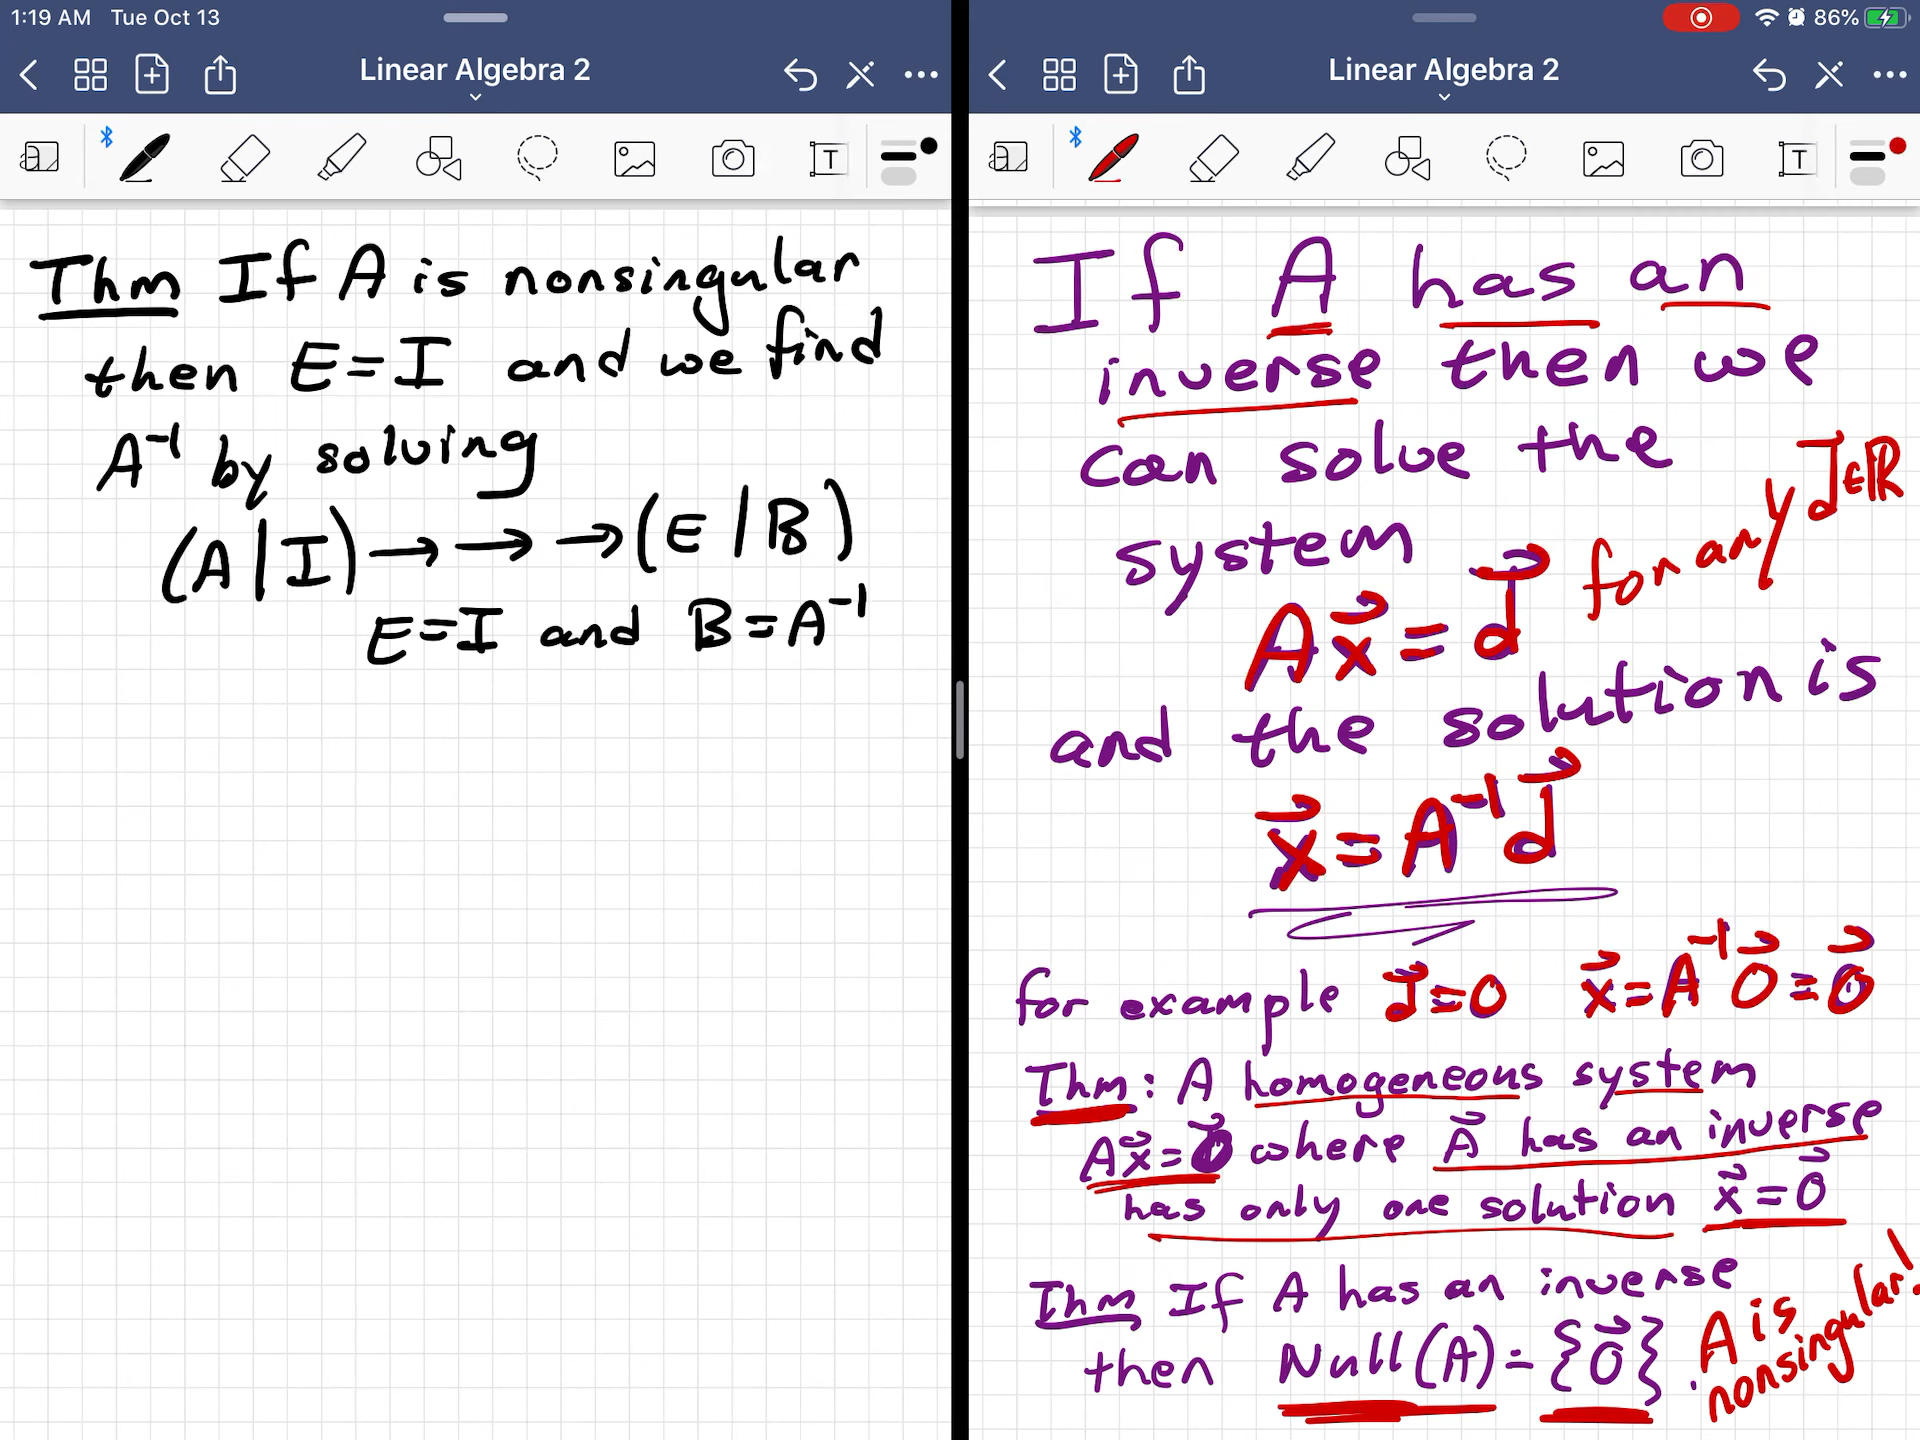 1:19 AM Tue Oct 13
86%
Linear Algebra 2
Thm If A is nonsingular
then E=I and we find
A⁻¹ by solving
(A|I)→→→(E|B)
E=I and B=A⁻¹
Linear Algebra 2
If A has an
inverse then we
can solve the
system
for any d⃗∈ℝ
Ax⃗=d⃗
and the solution is
x⃗=A⁻¹d⃗
for example d⃗=0 x⃗=A⁻¹0⃗=0⃗
Thm: A homogeneous system
Ax⃗=0⃗ where A⃗ has an inverse
has only one solution x⃗=0⃗
Thm If A has an inverse
then Null(A)={0⃗}
A is
nonsingular!